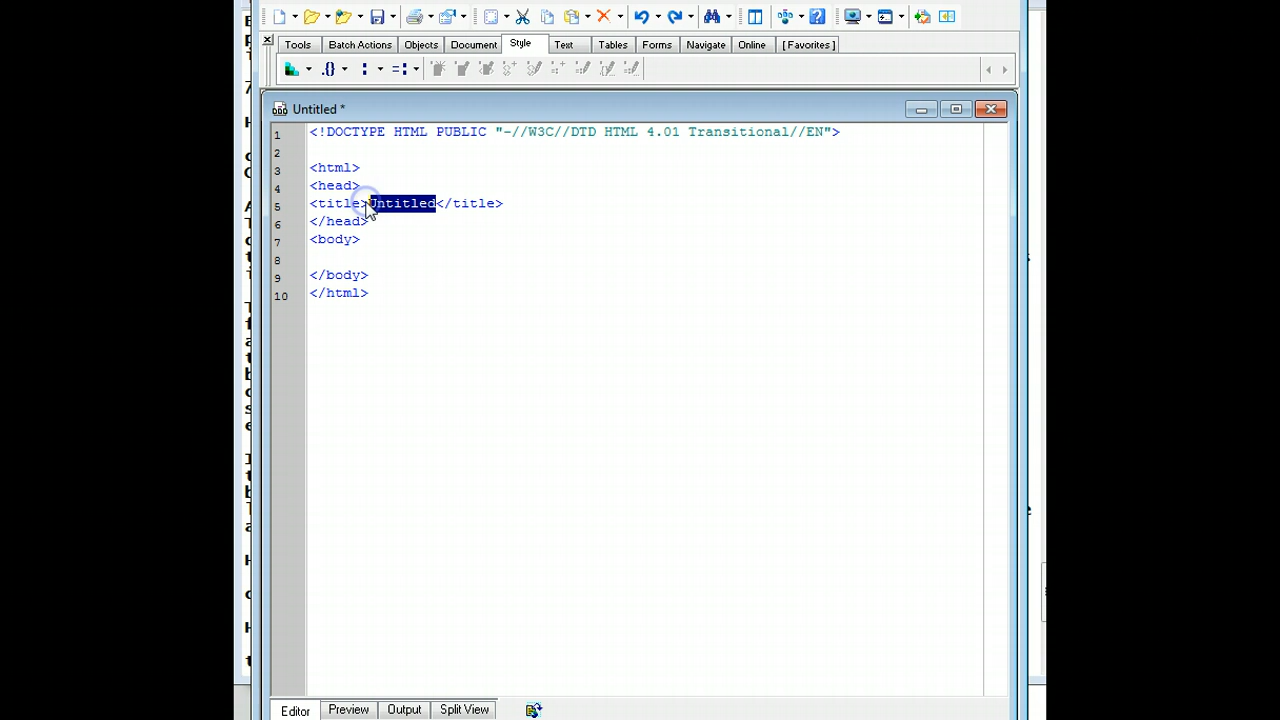 Tools Batch Actions Objects Document Style Text Tables Forms Navigate Online [ Favorites ]
Untitled *
1 <!DOCTYPE HTML PUBLIC "-//W3C//DTD HTML 4.01 Transitional//EN">
2
3 <html>
4 <head>
5 <title>Untitled</title>
6 </head>
7 <body>
8
9 </body>
10 </html>
Editor Preview Output Split View